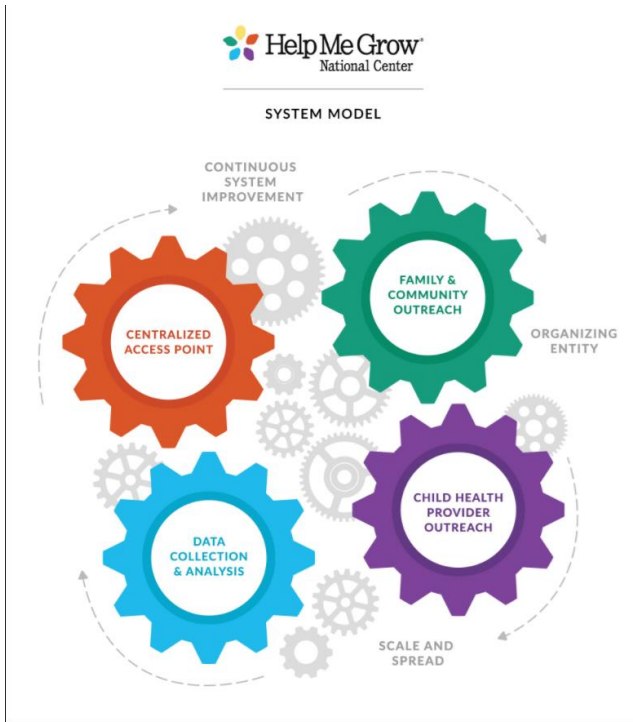 Help Me Grow®
National Center
SYSTEM MODEL
CONTINUOUS
SYSTEM
IMPROVEMENT
FAMILY &
COMMUNITY
OUTREACH
CENTRALIZED
ACCESS POINT
ORGANIZING
ENTITY
CHILD HEALTH
PROVIDER
OUTREACH
DATA
COLLECTION
& ANALYSIS
SCALE AND
SPREAD